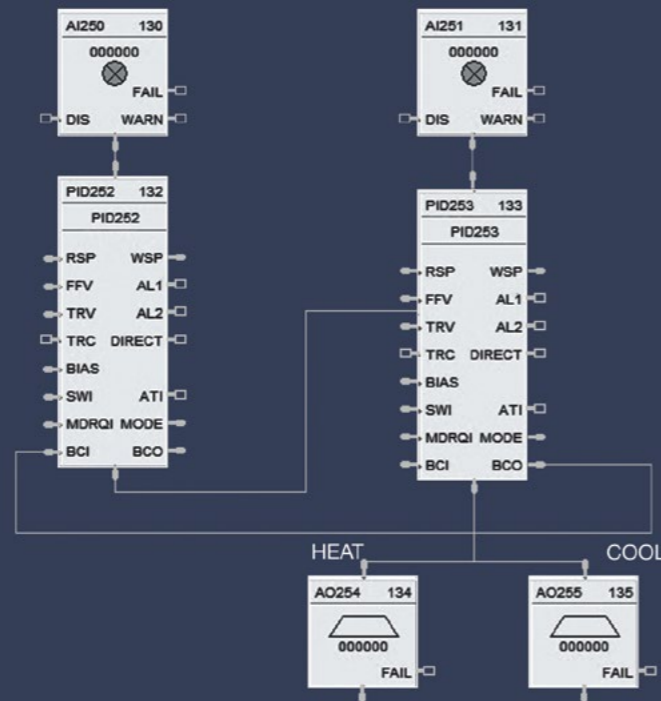 AI250 130
000000
FAIL
DIS WARN
AI251 131
000000
FAIL
DIS WARN
PID252 132
PID252
RSP WSP
FFV AL1
TRV AL2
TRC DIRECT
BIAS
SWI ATI
MDRQI MODE
BCI BCO
PID253 133
PID253
RSP WSP
FFV AL1
TRV AL2
TRC DIRECT
BIAS
SWI ATI
MDRQI MODE
BCI BCO
HEAT COOL
AO254 134
000000
FAIL
AO255 135
000000
FAIL